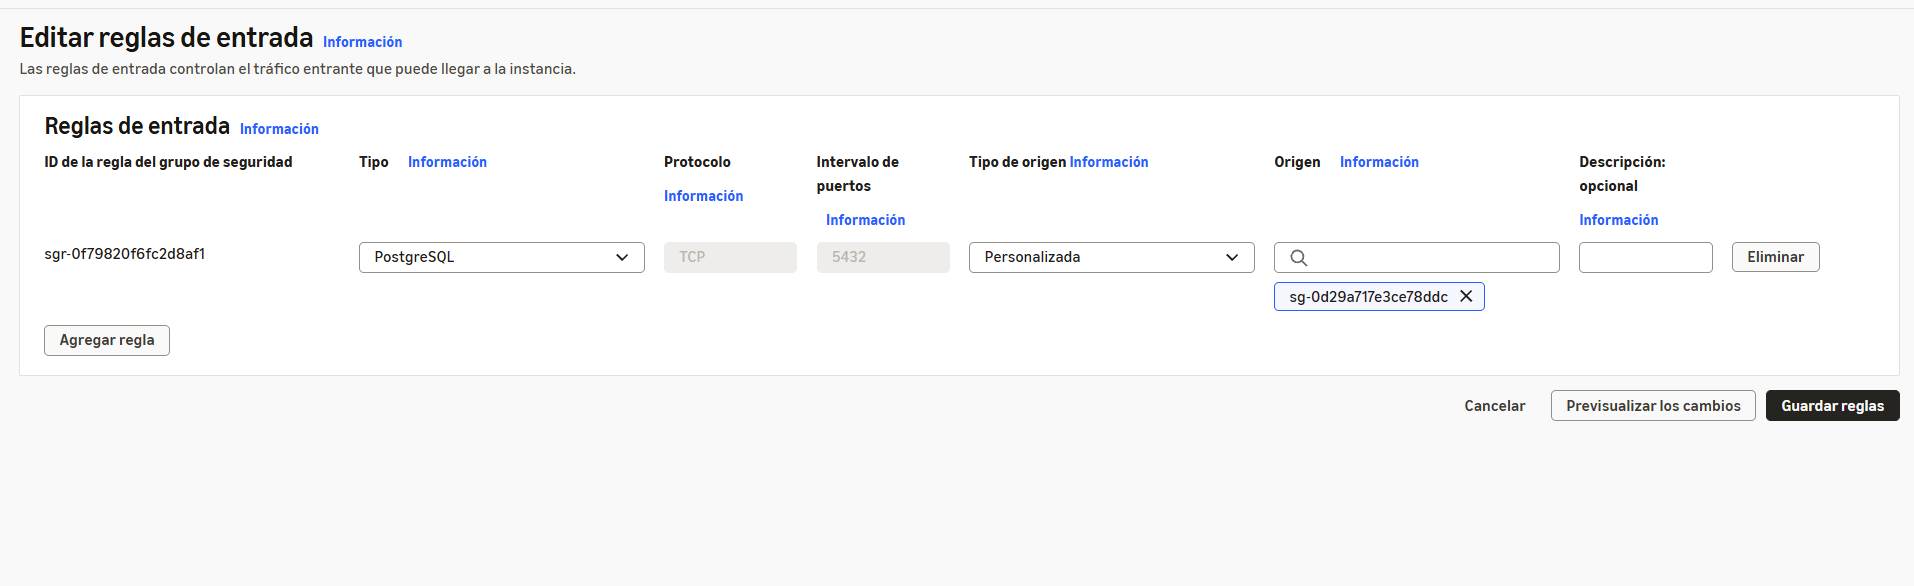 Editar reglas de entrada Información
Las reglas de entrada controlan el tráfico entrante que puede llegar a la instancia.
Reglas de entrada Información
ID de la regla del grupo de seguridad
Tipo Información
Protocolo
Información
Intervalo de
puertos
Información
Tipo de origen Información
Origen Información
Descripción:
opcional
Información
sgr-0f79820f6fc2d8af1
PostgreSQL
TCP
5432
Personalizada
Eliminar
sg-0d29a717e3ce78ddc
Agregar regla
Cancelar
Previsualizar los cambios
Guardar reglas